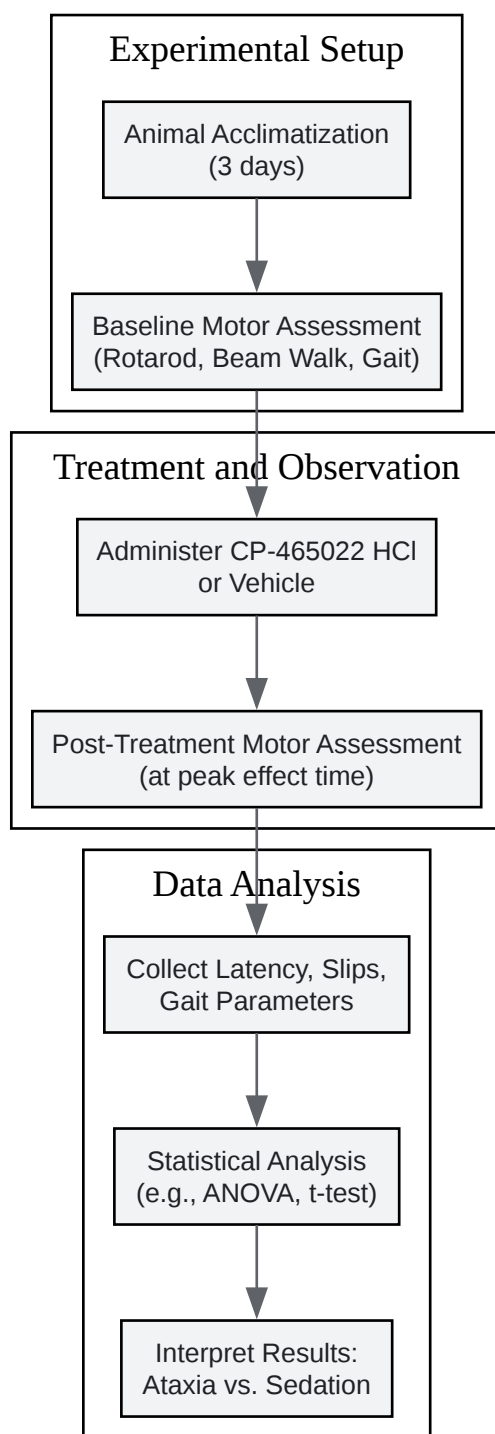 Experimental Setup
Animal Acclimatization
(3 days)
Baseline Motor Assessment
(Rotarod, Beam Walk, Gait)
Treatment and Observation
Administer CP-465022 HCl
or Vehicle
Post-Treatment Motor Assessment
(at peak effect time)
Data Analysis
Collect Latency, Slips,
Gait Parameters
Statistical Analysis
(e.g., ANOVA, t-test)
Interpret Results:
Ataxia vs. Sedation